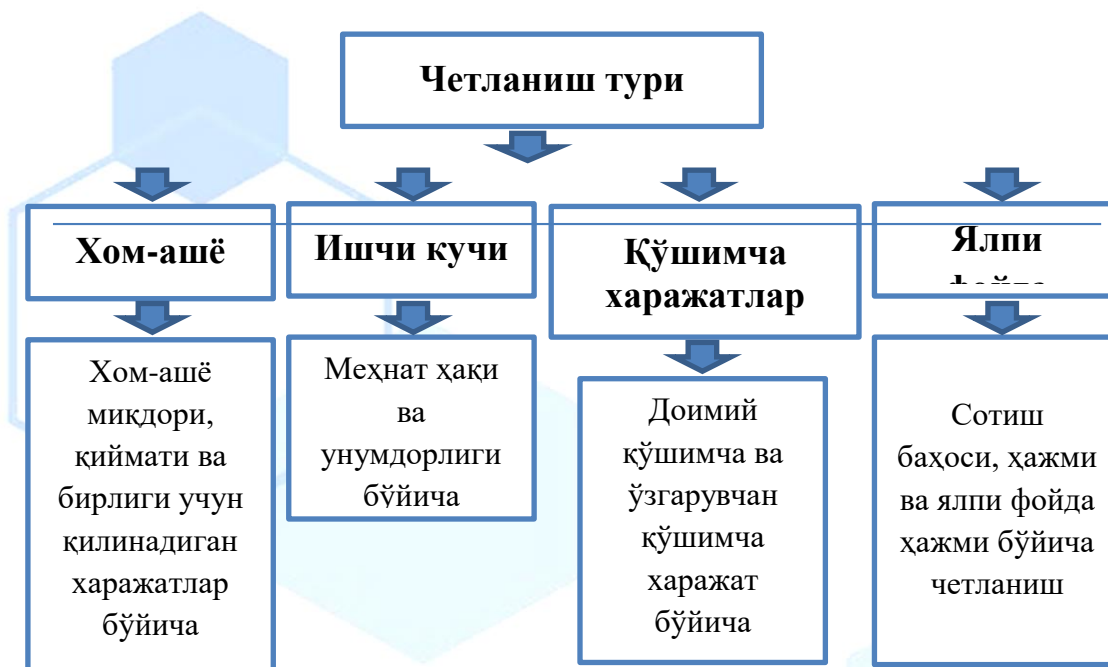 Четланиш тури
Хом-ашё
Хом-ашё
миқдори,
қиймати ва
бирлиги учун
қилинадиган
харажатлар
бўйича
Ишчи кучи
Меҳнат ҳақи
ва
унумдорлиги
бўйича
Қўшимча
харажатлар
Доимий
қўшимча ва
ўзгарувчан
қўшимча
харажат
бўйича
Ялпи
Сотиш
баҳоси, ҳажми
ва ялпи фойда
ҳажми бўйича
четланиш